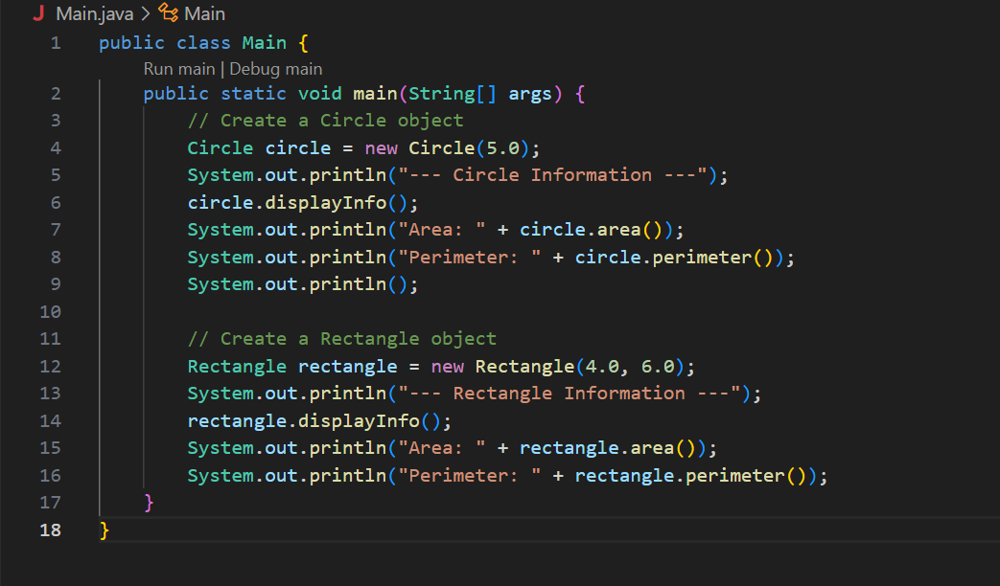 J Main.java > Main
1 public class Main {
Run main | Debug main
2 public static void main(String[] args) {
3 // Create a Circle object
4 Circle circle = new Circle(5.0);
5 System.out.println("--- Circle Information ---");
6 circle.displayInfo();
7 System.out.println("Area: " + circle.area());
8 System.out.println("Perimeter: " + circle.perimeter());
9 System.out.println();
10
11 // Create a Rectangle object
12 Rectangle rectangle = new Rectangle(4.0, 6.0);
13 System.out.println("--- Rectangle Information ---");
14 rectangle.displayInfo();
15 System.out.println("Area: " + rectangle.area());
16 System.out.println("Perimeter: " + rectangle.perimeter());
17 }
18 }